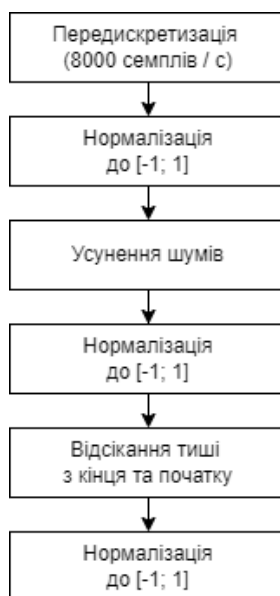 Передискретизація
(8000 семплів / с)
Нормалізація
до [-1; 1]
Усунення шумів
Нормалізація
до [-1; 1]
Відсікання тиші
з кінця та початку
Нормалізація
до [-1; 1]